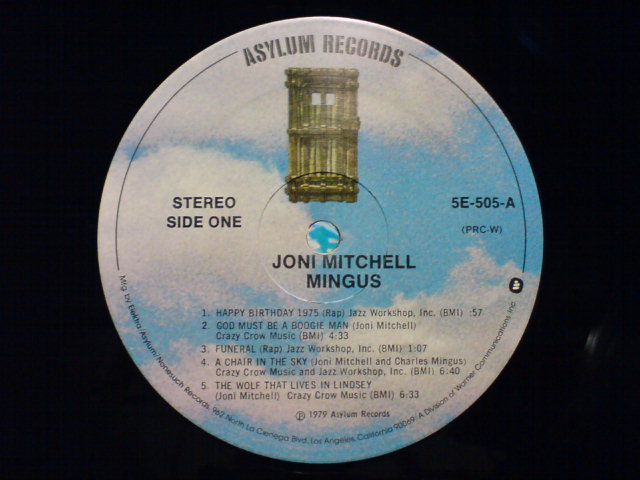 ASYLUM RECORDS
STEREO
SIDE ONE
5E-505-A
(PRC-W)
JONI MITCHELL
MINGUS
1. HAPPY BIRTHDAY 1975 (Rap) Jazz Workshop, Inc. (BMI) :57
2. GOD MUST BE A BOOGIE MAN (Joni Mitchell)
Crazy Crow Music (BMI) 4:33
3. FUNERAL (Rap) Jazz Workshop, Inc. (BMI) 1:07
4. A CHAIR IN THE SKY (Joni Mitchell and Charles Mingus)
Crazy Crow Music and Jazz Workshop, Inc. (BMI) 6:40
5. THE WOLF THAT LIVES IN LINDSEY
(Joni Mitchell) Crazy Crow Music (BMI) 6:33
℗ 1979 Asylum Records
Mfg. by Elektra/Asylum/Nonesuch Records, 962 North La Cienega Blvd., Los Angeles, California 90069. A Division of Warner Communications Inc.